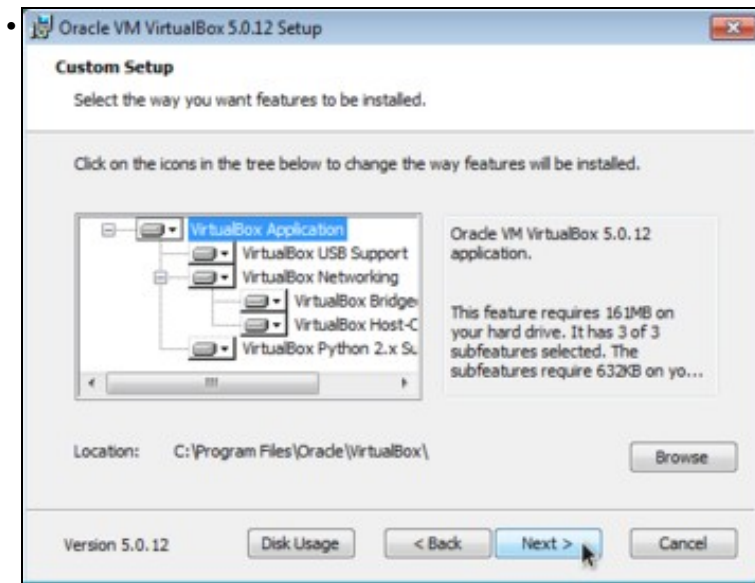 Oracle VM VirtualBox 5.0.12 Setup
Custom Setup
Select the way you want features to be installed.
Click on the icons in the tree below to change the way features will be installed.
VirtualBox Application
VirtualBox USB Support
VirtualBox Networking
VirtualBox Bridge
VirtualBox Host-C
VirtualBox Python 2.x Su
Oracle VM VirtualBox 5.0.12
application.
This feature requires 161MB on
your hard drive. It has 3 of 3
subfeatures selected. The
subfeatures require 632KB on yo...
Location: C:\Program Files\Oracle\VirtualBox\
Browse
Version 5.0.12 Disk Usage < Back Next > Cancel